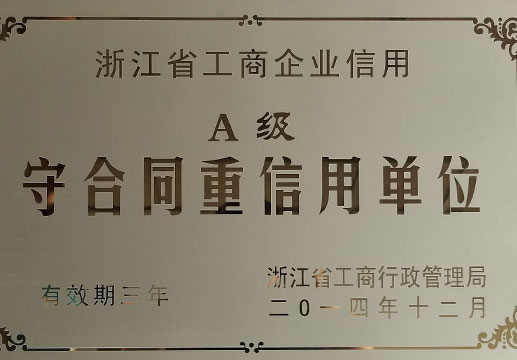 浙江省工商企业信用
A级
守合同重信用单位
有效期三年
浙江省工商行政管理局
二〇一四年十二月